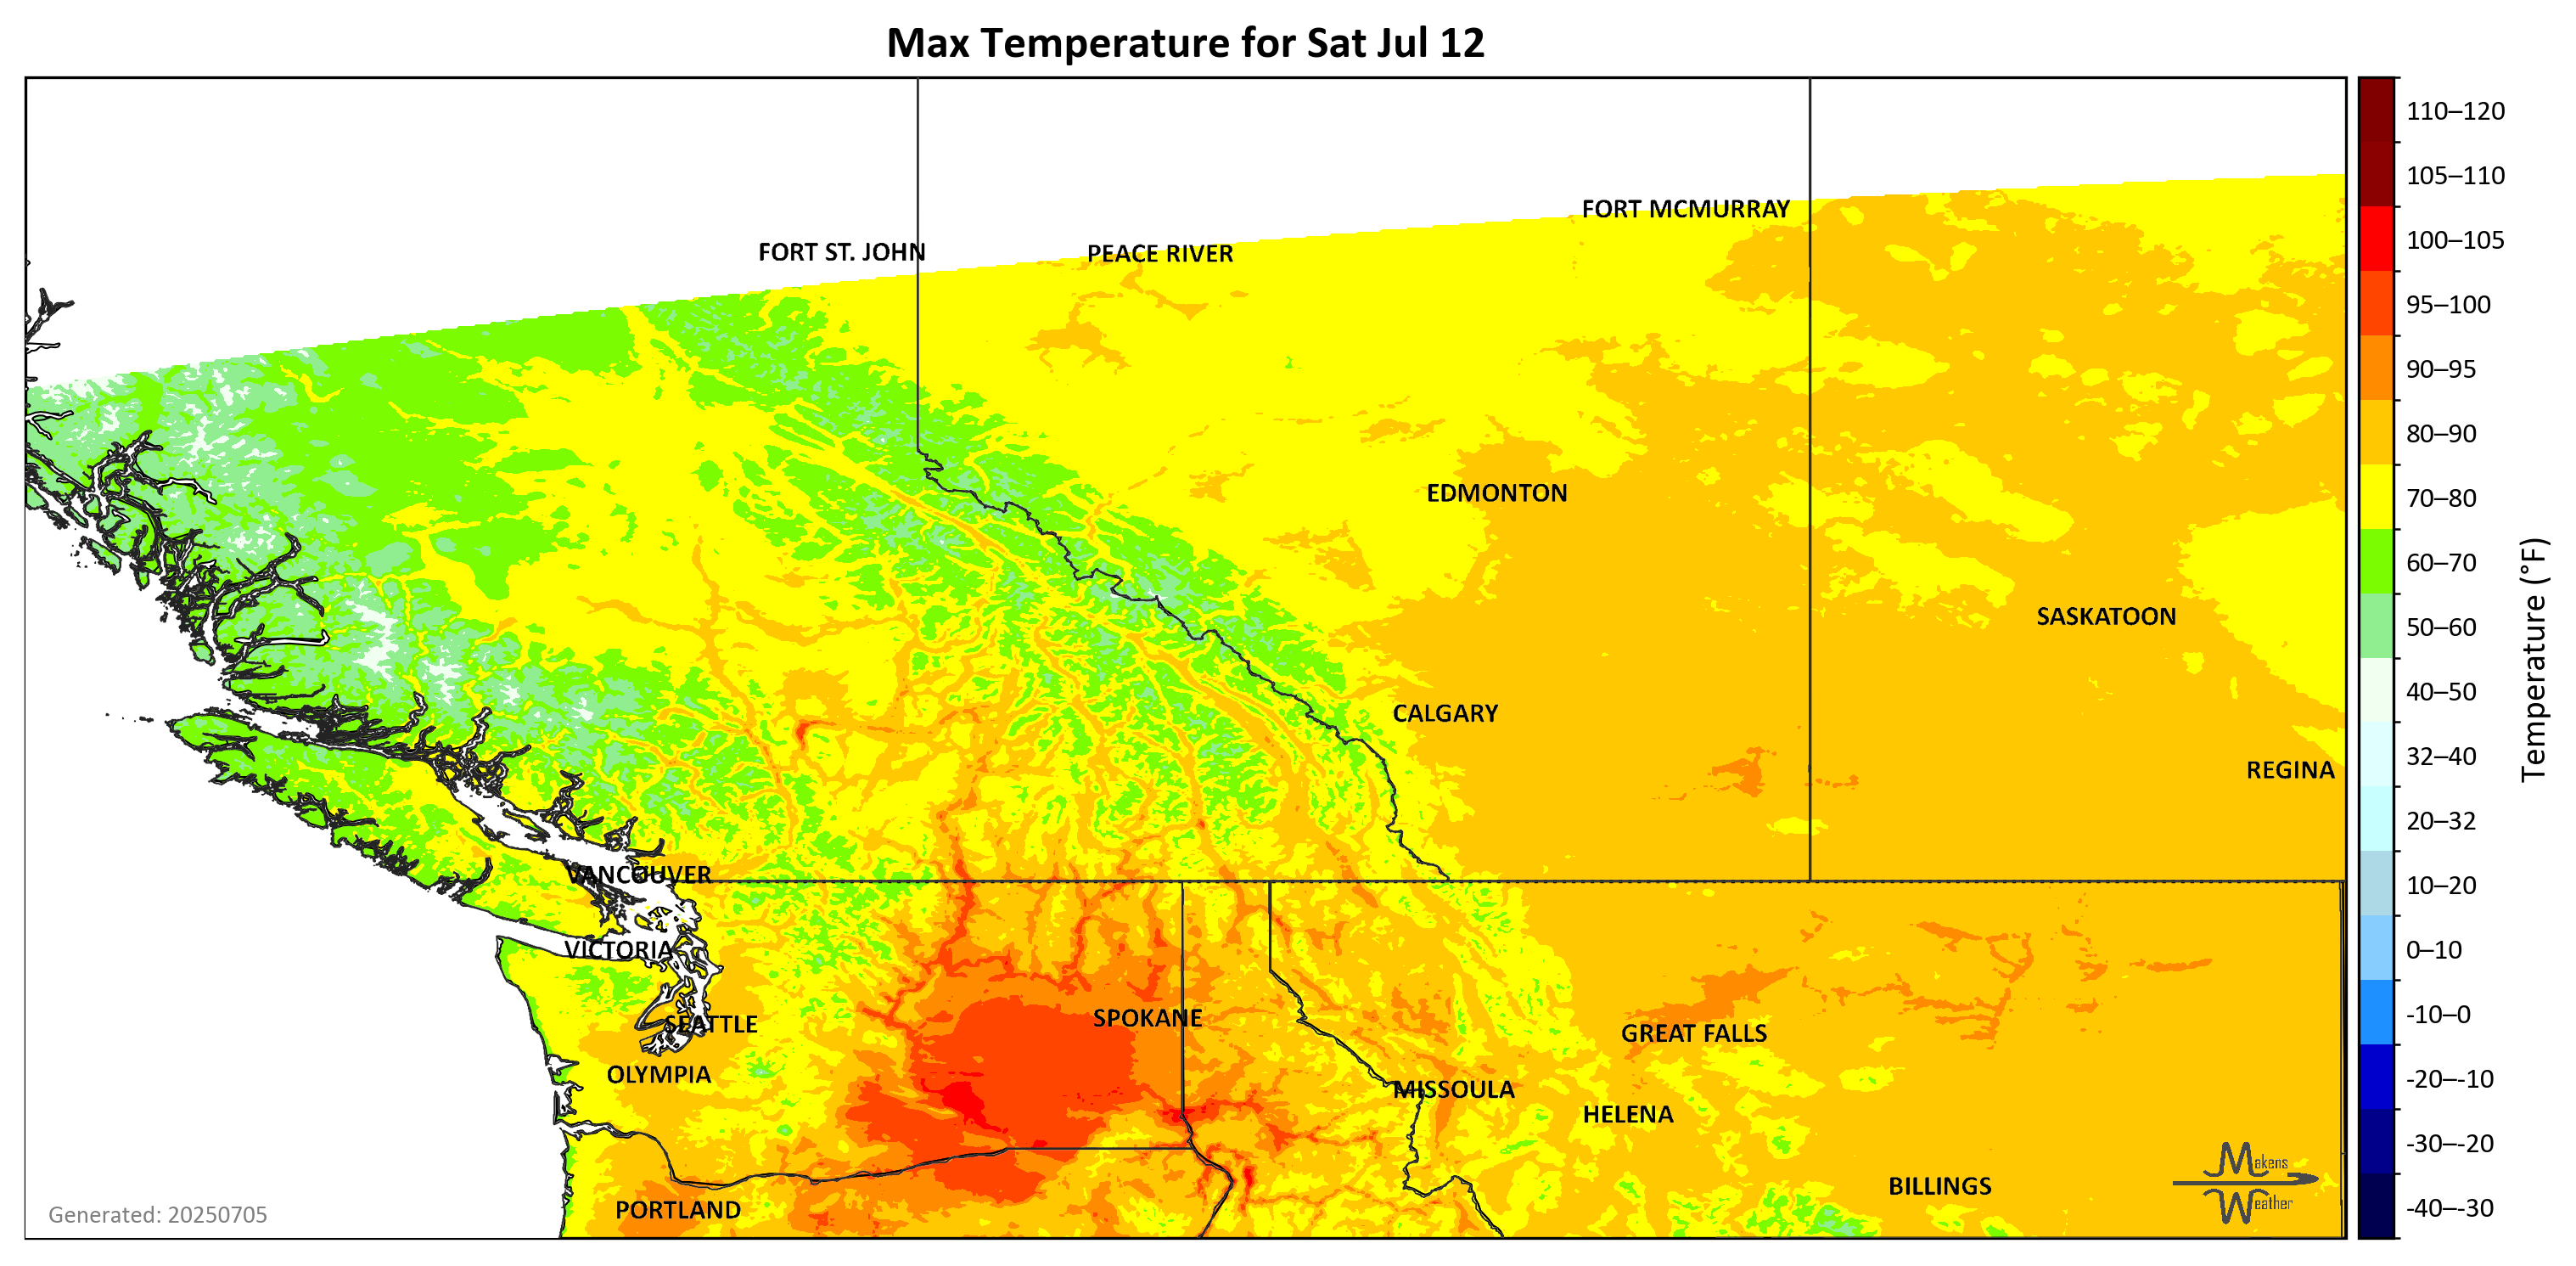 Max Temperature for Sat Jul 12
FORT MCMURRAY
FORT ST. JOHN
PEACE RIVER
EDMONTON
SASKATOON
CALGARY
REGINA
VANCOUVER
VICTORIA
SEATTLE
SPOKANE
GREAT FALLS
OLYMPIA
MISSOULA
HELENA
BILLINGS
PORTLAND
Generated: 20250705
Makens
Weather
110–120
105–110
100–105
95–100
90–95
80–90
70–80
60–70
50–60
40–50
32–40
20–32
10–20
0–10
-10–0
-20–-10
-30–-20
-40–-30
Temperature (°F)